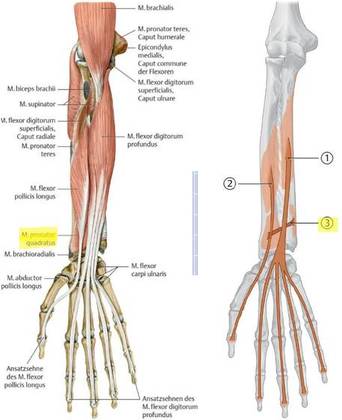 M. brachialis
M. pronator teres,
Caput humerale
Epicondylus
medialis,
Caput commune
der Flexoren
M. flexor digitorum
superficialis,
Caput ulnare
M. biceps brachii
M. supinator
M. flexor digitorum
superficialis,
Caput radiale
M. pronator
teres
M. flexor digitorum
profundus
M. flexor
pollicis longus
M. pronator
quadratus
M. brachioradialis
M. abductor
pollicis longus
M. flexor
carpi ulnaris
Ansatzsehne
des M. flexor
pollicis longus
Ansatzsehnen des
M. flexor digitorum
profundus
1
2
3